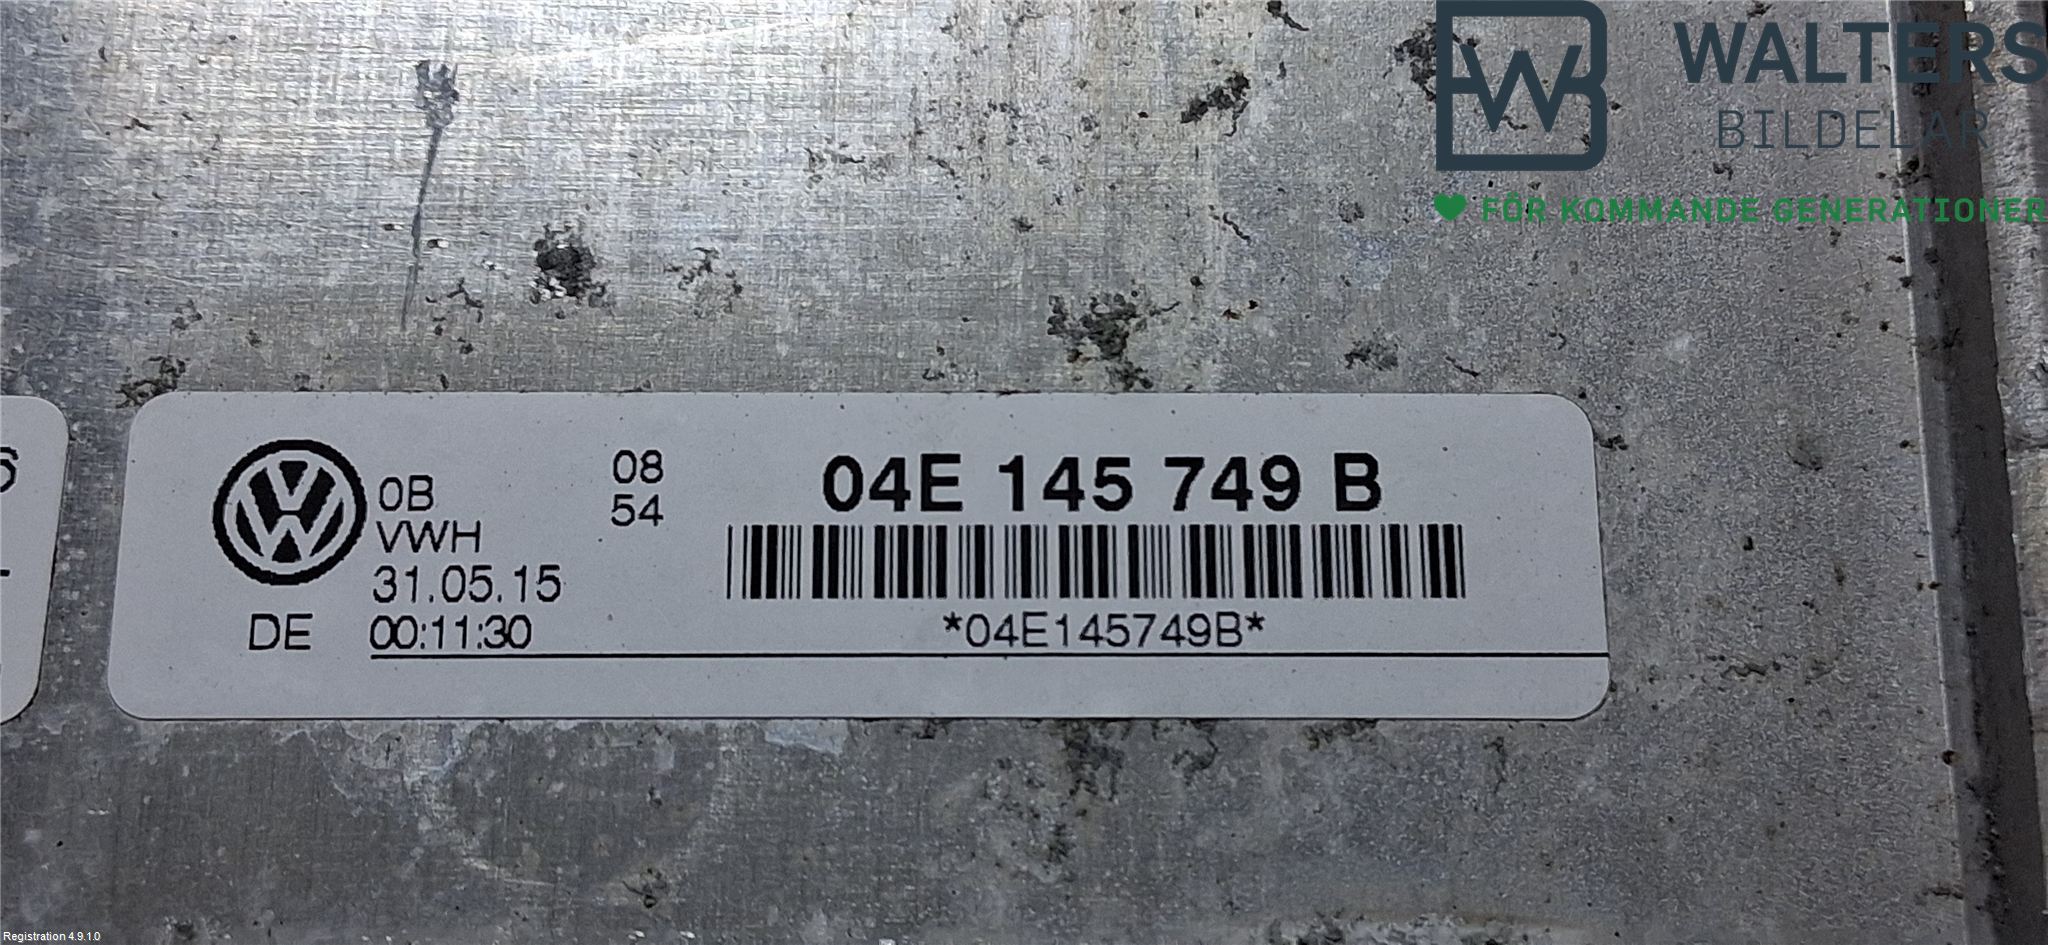 WALTERS
BILDELAR
FÖR KOMMANDE GENERATIONER
0B
VWH
31.05.15
DE 00:11:30
08
54
04E 145 749 B
*04E145749B*
Registration 4.9.1.0